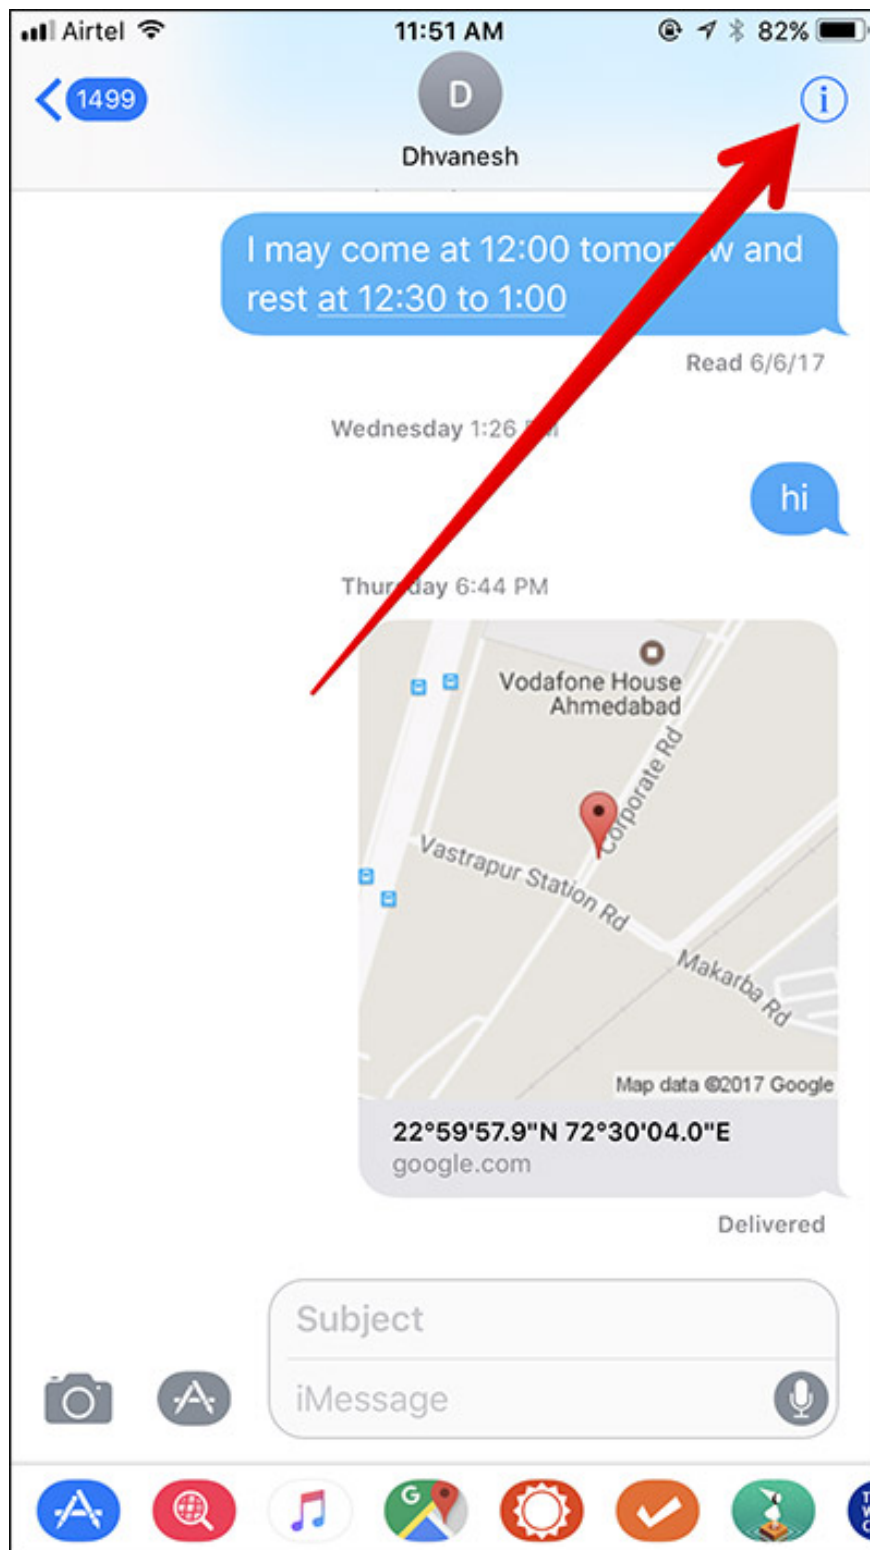 Airtel 11:51 AM 82%
1499
D
i
Dhvanesh
I may come at 12:00 tomorrow and
rest at 12:30 to 1:00
Read 6/6/17
Wednesday 1:26
hi
Thursday 6:44 PM
Vodafone House
Ahmedabad
Corporate Rd
Vastrapur Station Rd
Makarba Rd
Map data ©2017 Google
22°59'57.9"N 72°30'04.0"E
google.com
Delivered
Subject
iMessage
G